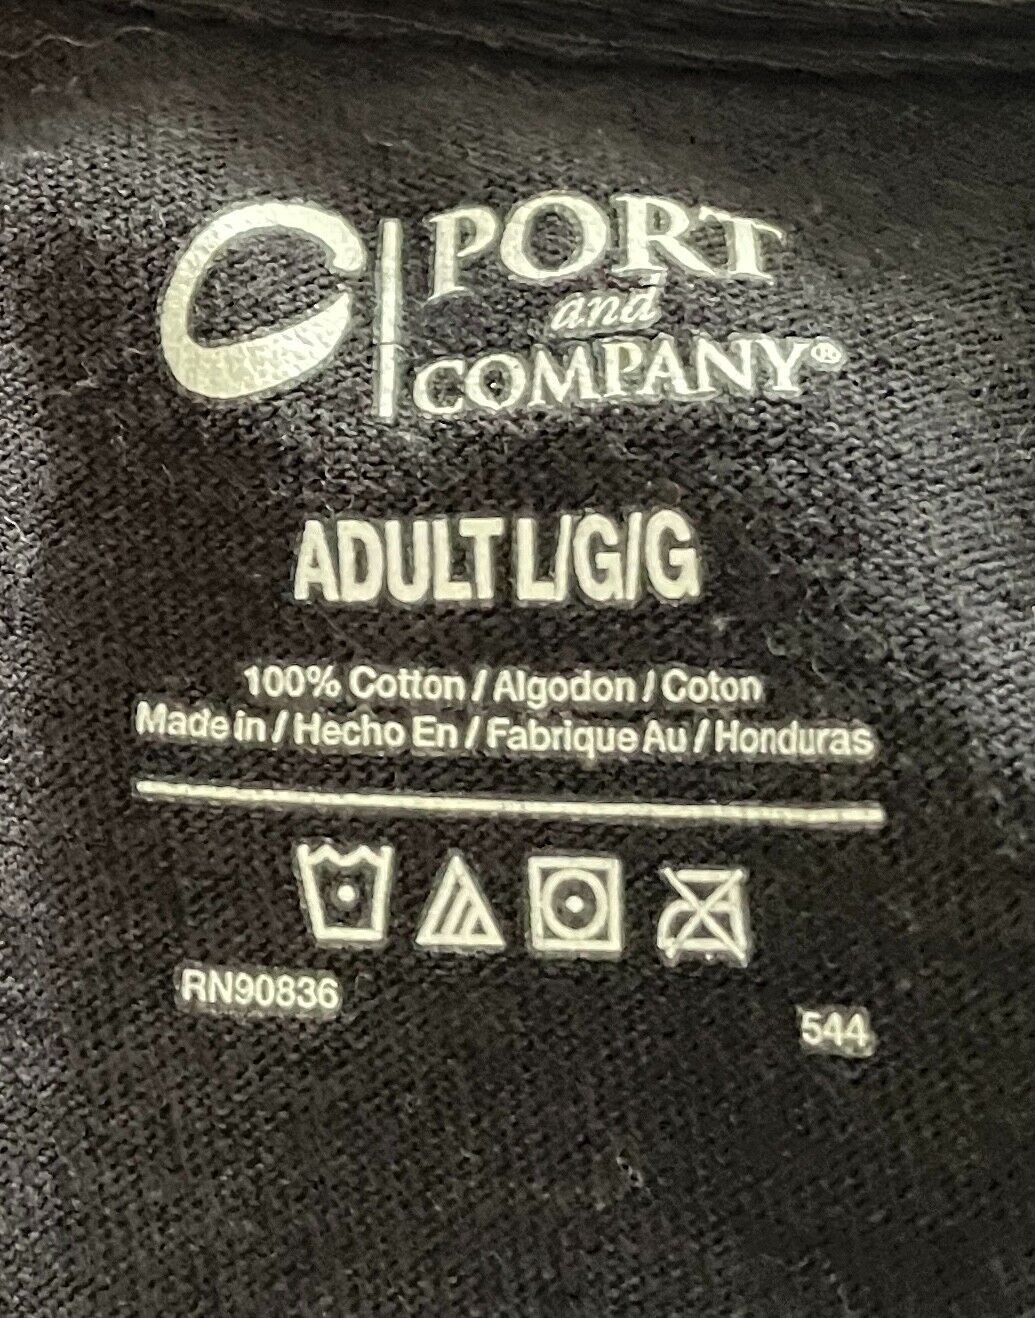 PORT
and
COMPANY®
ADULT L/G/G
100% Cotton / Algodon / Coton
Made in / Hecho En / Fabrique Au / Honduras
RN90836
544